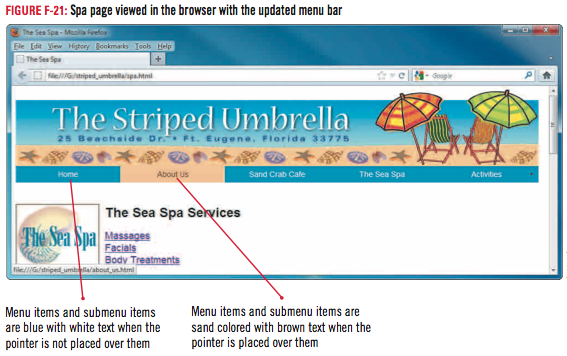 FIGURE F-21: Spa page viewed in the browser with the updated menu bar
The Sea Spa - Mozilla Firefox
File Edit View History Bookmarks Tools Help
The Sea Spa +
file:///G:/striped_umbrella/spa.html Google
The Striped Umbrella
25 Beachside Dr. • Ft. Eugene, Florida 33775
Home About Us Sand Crab Cafe The Sea Spa Activities
The Sea Spa
The Sea Spa Services
Massages
Facials
Body Treatments
file:///G:/striped_umbrella/about_us.html
Menu items and submenu items
are blue with white text when the
pointer is not placed over them
Menu items and submenu items are
sand colored with brown text when the
pointer is placed over them